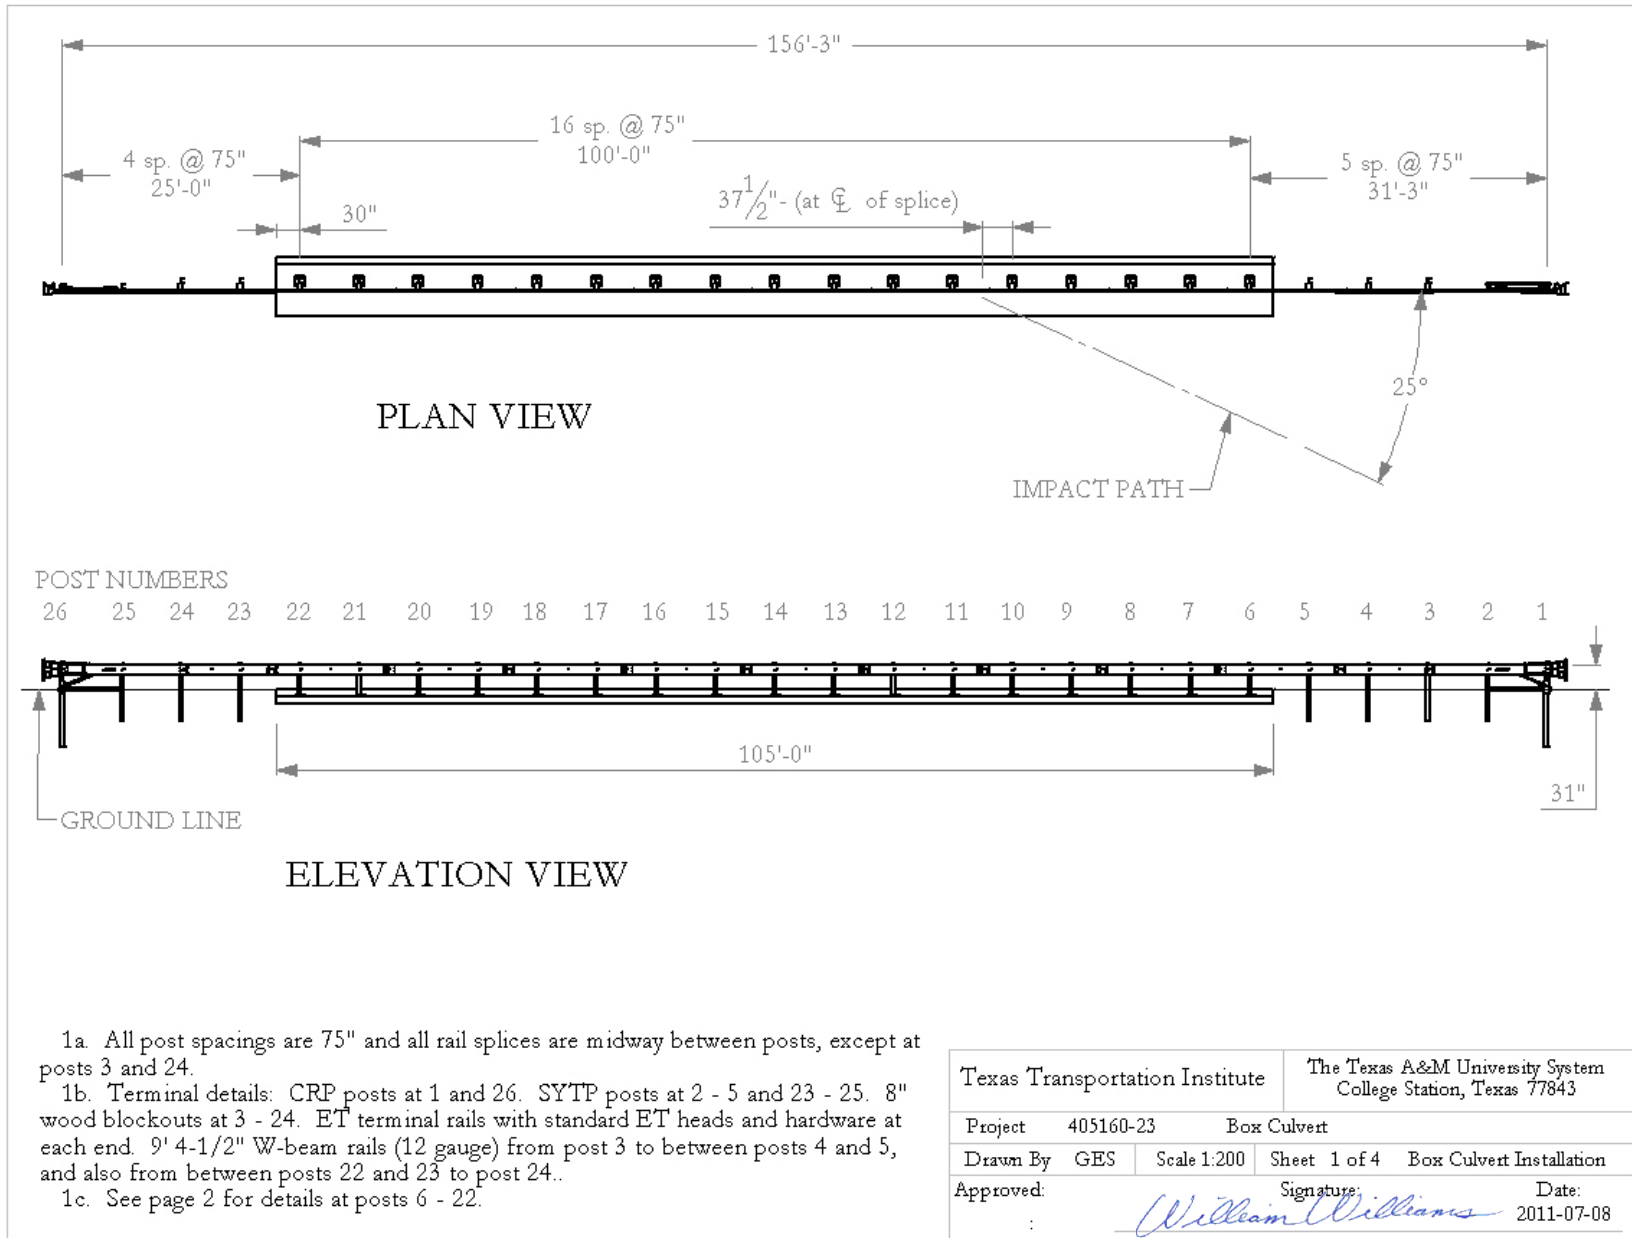 156'-3"
16 sp. @ 75"
100'-0"
4 sp. @ 75"
25'-0"
5 sp. @ 75"
31'-3"
37 1/2"- (at ℄ of splice)
30"
25°
PLAN VIEW
IMPACT PATH
POST NUMBERS
26 25 24 23 22 21 20 19 18 17 16 15 14 13 12 11 10 9 8 7 6 5 4 3 2 1
105'-0"
31"
GROUND LINE
ELEVATION VIEW
1a. All post spacings are 75" and all rail splices are midway between posts, except at
posts 3 and 24.
1b. Terminal details: CRP posts at 1 and 26. SYTP posts at 2 - 5 and 23 - 25. 8"
wood blockouts at 3 - 24. ET terminal rails with standard ET heads and hardware at
each end. 9' 4-1/2" W-beam rails (12 gauge) from post 3 to between posts 4 and 5,
and also from between posts 22 and 23 to post 24..
1c. See page 2 for details at posts 6 - 22.
Texas Transportation Institute
The Texas A&M University System
College Station, Texas 77843
Project 405160-23 Box Culvert
Drawn By GES Scale 1:200 Sheet 1 of 4 Box Culvert Installation
Approved: Signature: Date:
: William Williams 2011-07-08